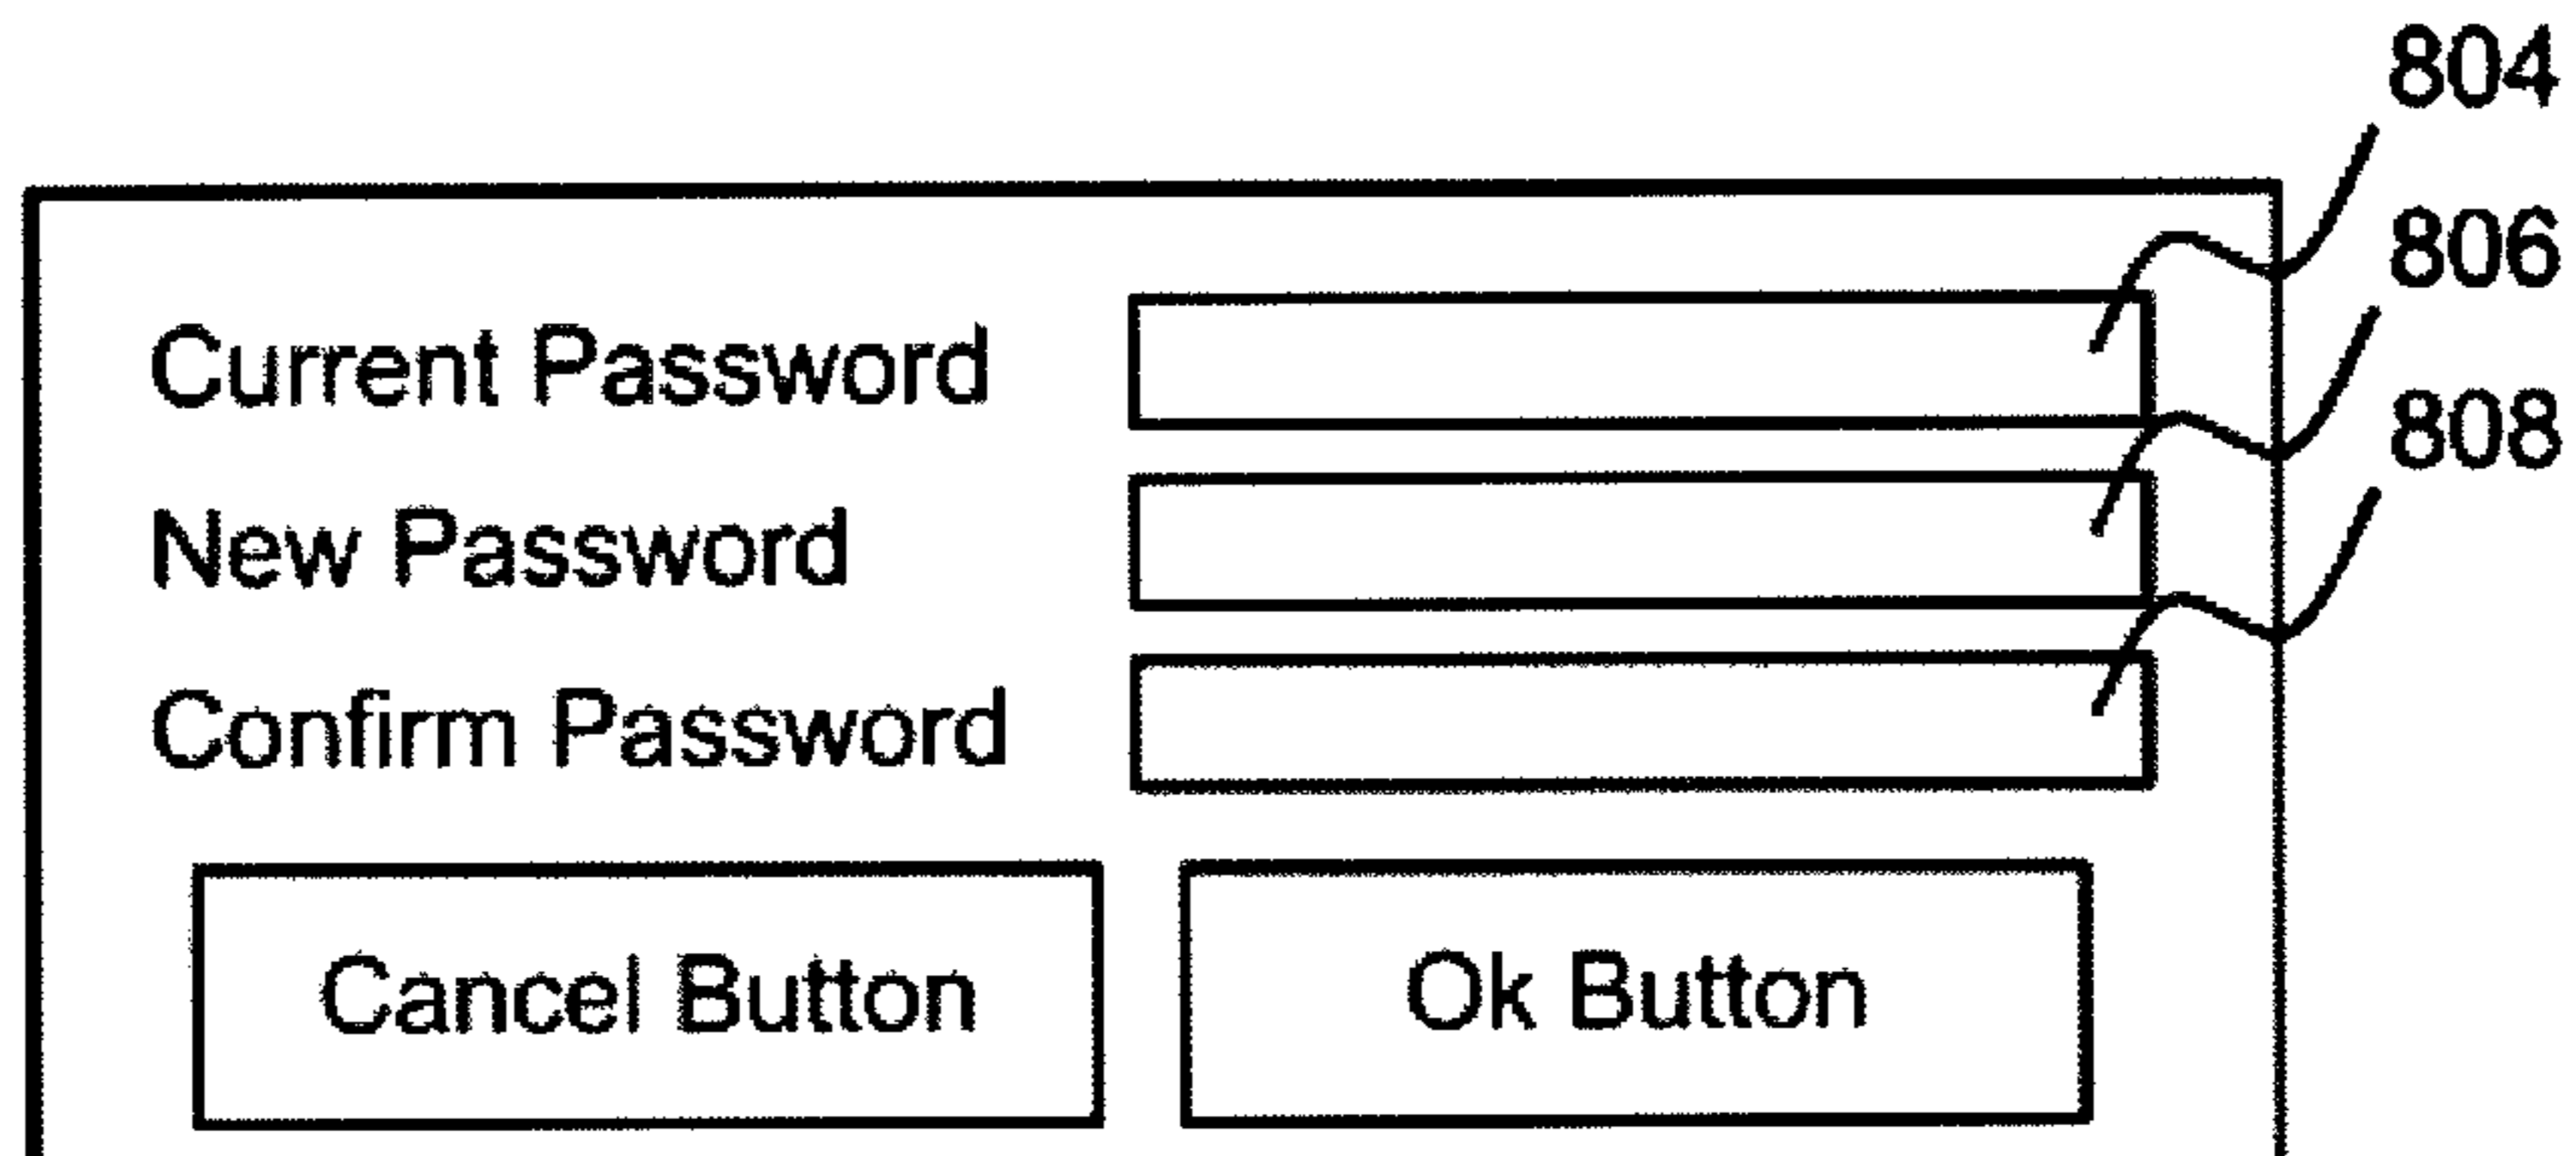 804
806
Current Password
808
New Password
Confirm Password
Cancel Button
Ok Button